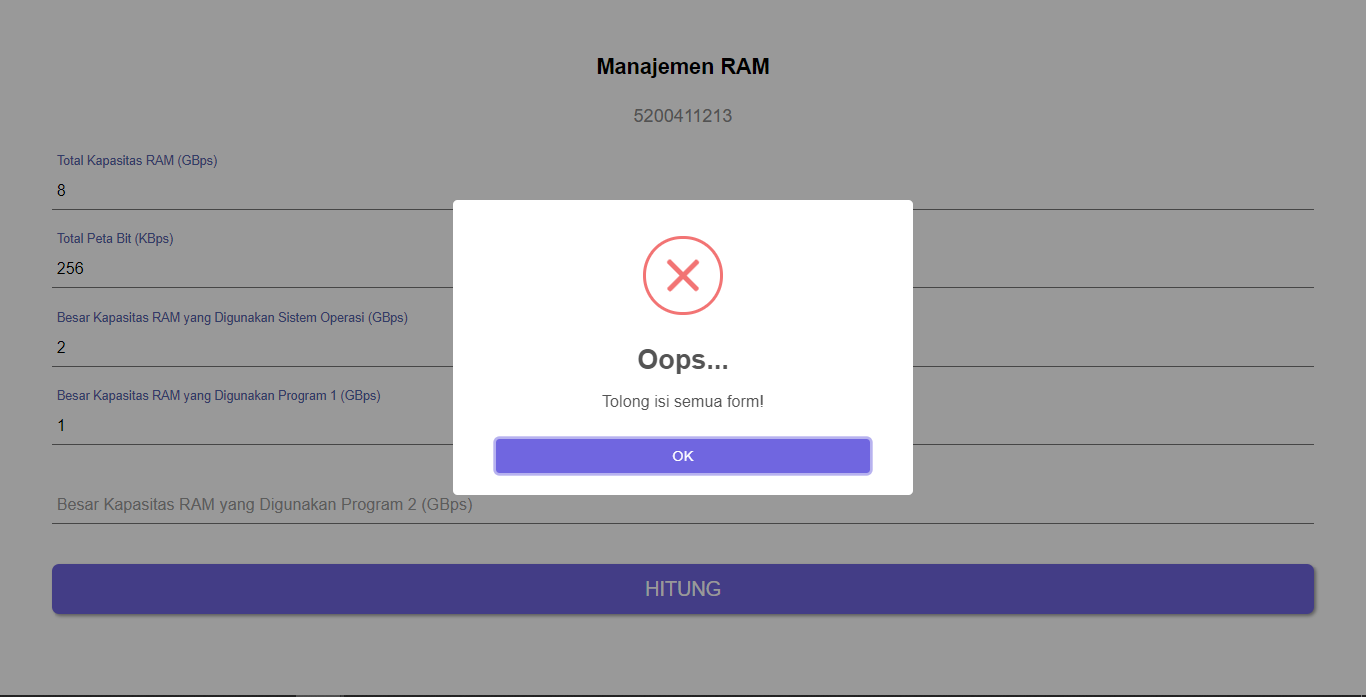 Manajemen RAM
5200411213
Total Kapasitas RAM (GBps)
8
Total Peta Bit (KBps)
256
Besar Kapasitas RAM yang Digunakan Sistem Operasi (GBps)
2
Besar Kapasitas RAM yang Digunakan Program 1 (GBps)
1
Besar Kapasitas RAM yang Digunakan Program 2 (GBps)
HITUNG
Oops...
Tolong isi semua form!
OK